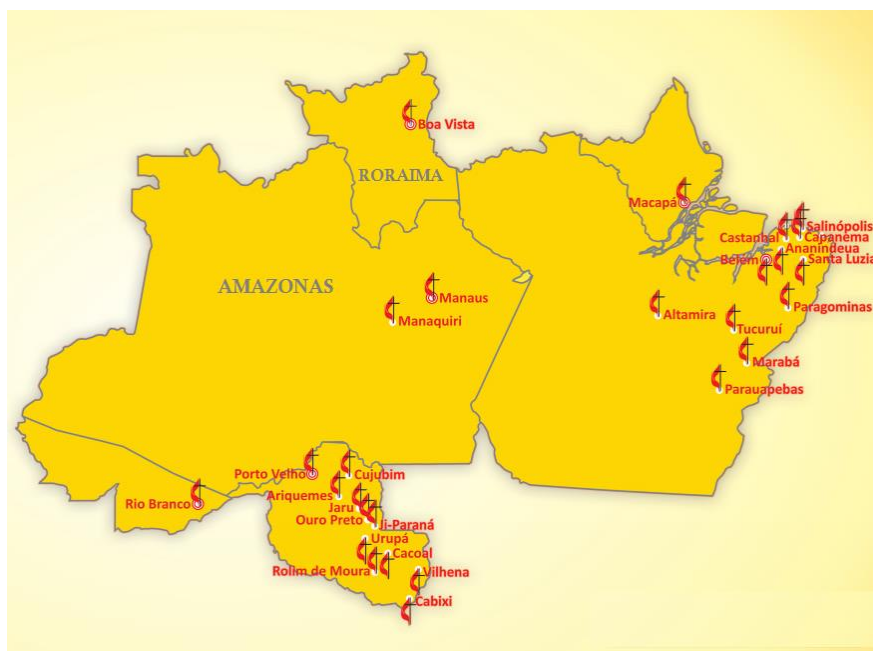 Boa Vista
RORAIMA
Macapá
Salinópolis
Castanhal
Capanema
Ananindeua
Belém
Santa Luzia
AMAZONAS
Manaus
Paragominas
Altamira
Manaquiri
Tucuruí
Marabá
Parauapebas
Porto Velho
Cujubim
Ariquemes
Rio Branco
Jaru
Ouro Preto
Ji-Paraná
Urupá
Cacoal
Rolim de Moura
Vilhena
Cabixi